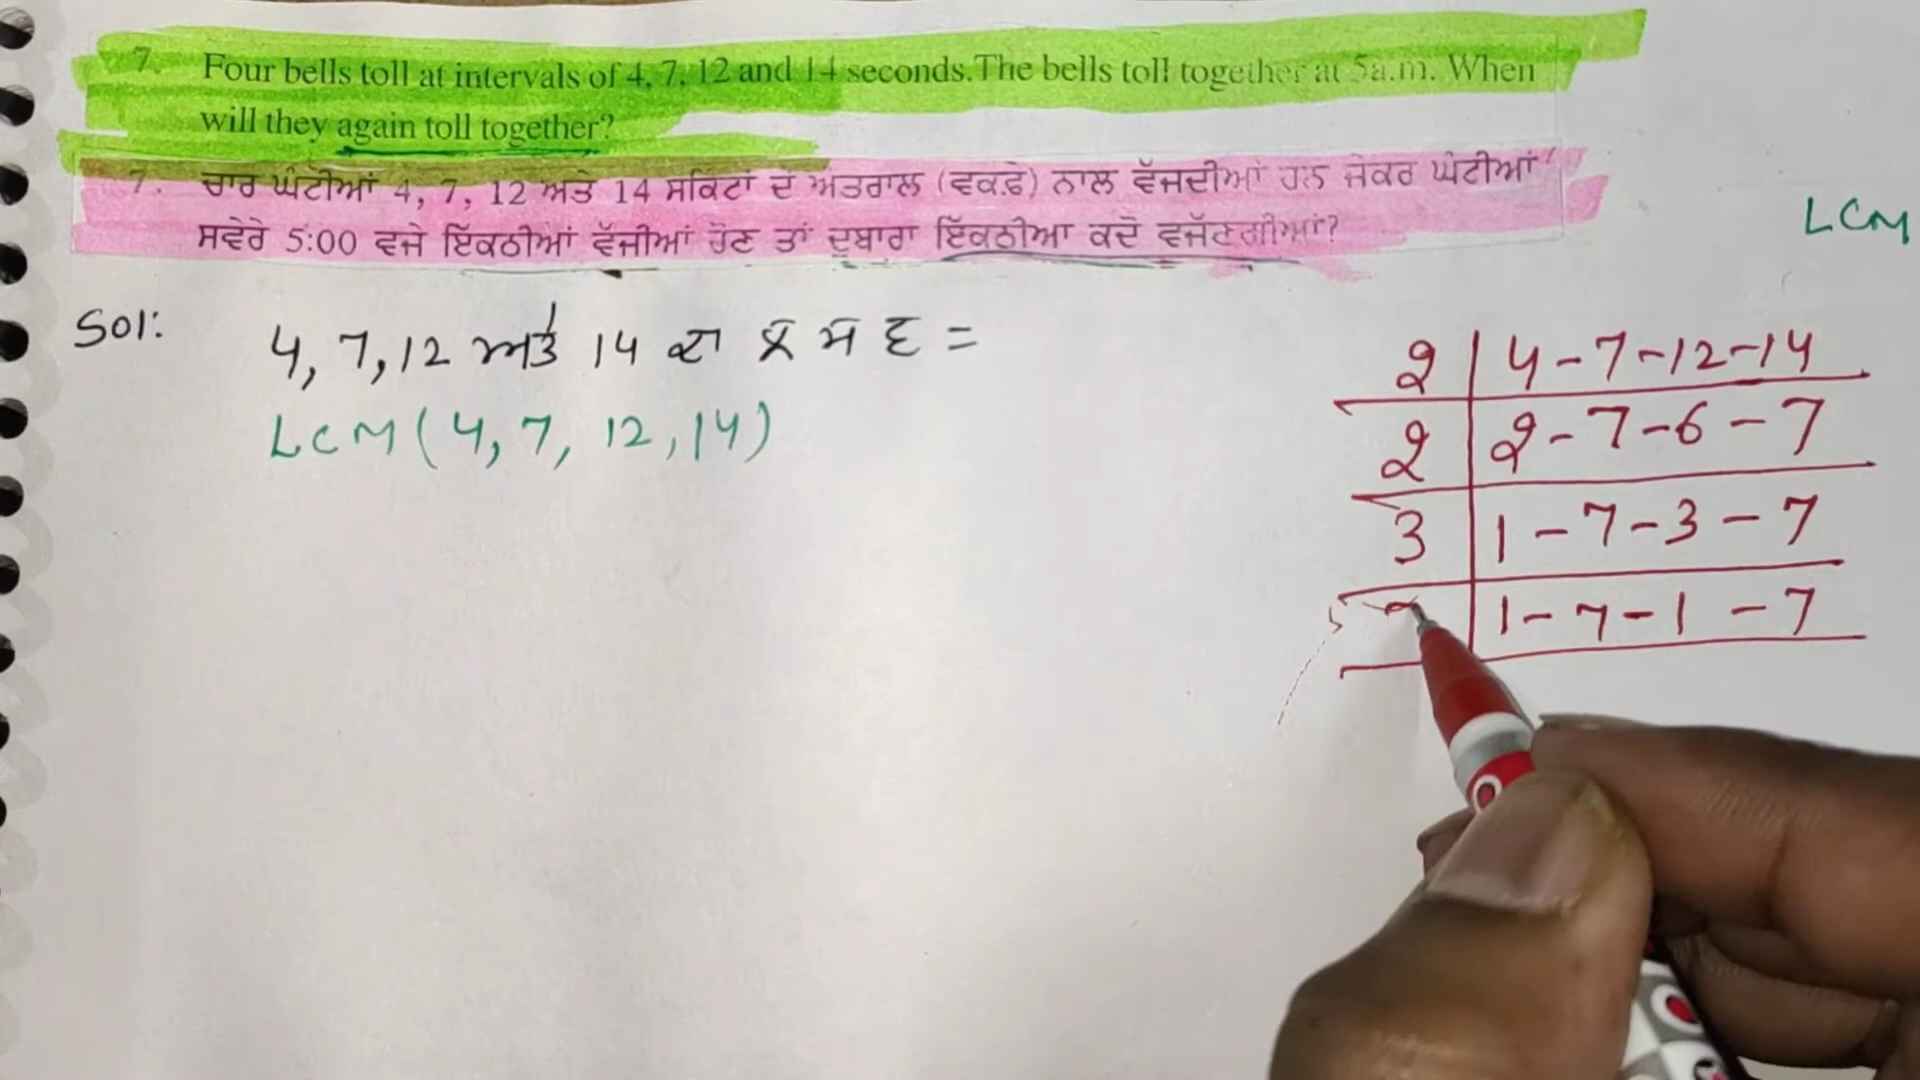 7. Four bells toll at intervals of 4, 7, 12 and 14 seconds.The bells toll together at 5a.m. When
will they again toll together?
7. ਚਾਰ ਘੰਟੀਆਂ 4, 7, 12 ਅਤੇ 14 ਸਕਿਟਾਂ ਦੇ ਅੰਤਰਾਲ (ਵਕਫ਼ੇ) ਨਾਲ ਵੱਜਦੀਆਂ ਹਨ ਜੇਕਰ ਘੰਟੀਆਂ
ਸਵੇਰੇ 5:00 ਵਜੇ ਇੱਕਠੀਆਂ ਵੱਜੀਆਂ ਹੋਣ ਤਾਂ ਦੁਬਾਰਾ ਇੱਕਠੀਆ ਕਦੋ ਵਜੱਣਗੀਆਂ?
LCM
Sol: 4, 7, 12 ਅਤੇ 14 ਦਾ ਲ ਸ ਵ =
LCM (4, 7, 12, 14)
2 | 4 - 7 - 12 - 14
2 | 2 - 7 - 6 - 7
3 | 1 - 7 - 3 - 7
1 - 7 - 1 - 7